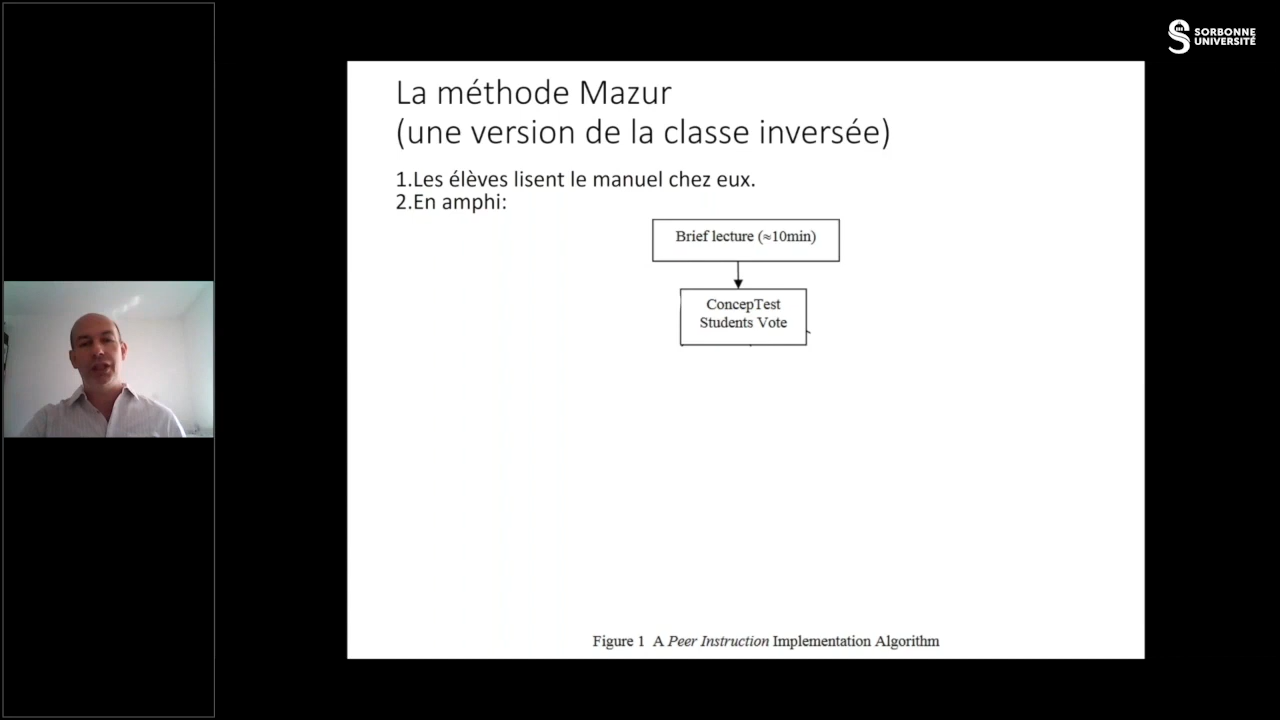 SORBONNE
UNIVERSITÉ
La méthode Mazur
(une version de la classe inversée)
1.Les élèves lisent le manuel chez eux.
2.En amphi:
Brief lecture (≈10min)
ConcepTest
Students Vote
Figure 1 A Peer Instruction Implementation Algorithm